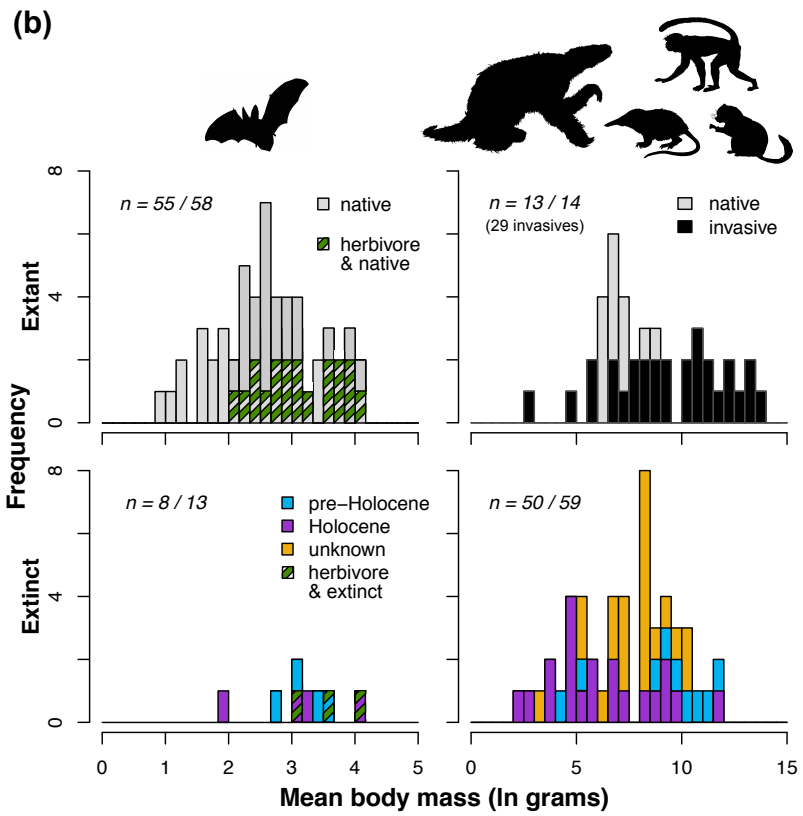 (b)
n = 55 / 58
native
herbivore
& native
n = 13 / 14
(29 invasives)
native
invasive
8
4
0
Extant
Frequency
n = 8 / 13
pre−Holocene
Holocene
unknown
herbivore
& extinct
n = 50 / 59
8
4
0
Extinct
0 1 2 3 4 5
0 5 10 15
Mean body mass (ln grams)